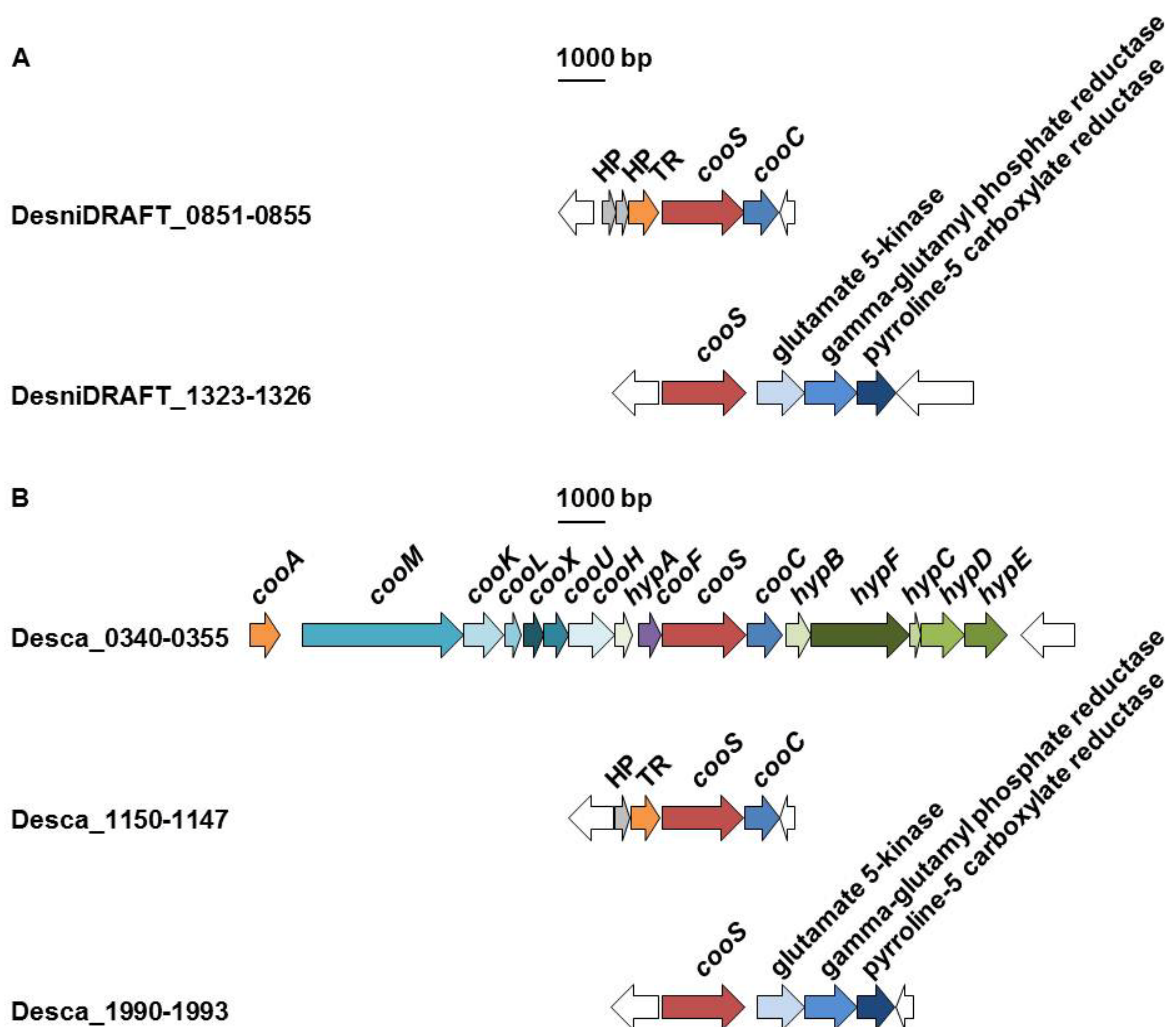 A
1000 bp
HP
HP
TR
cooS
cooC
DesniDRAFT_0851-0855
cooS
glutamate 5-kinase
gamma-glutamyl phosphate reductase
pyrroline-5 carboxylate reductase
DesniDRAFT_1323-1326
B
1000 bp
cooA
cooM
cooK
cooL
cooX
cooU
cooH
hypA
cooF
cooS
cooC
hypB
hypF
hypC
hypD
hypE
Desca_0340-0355
HP
TR
cooS
cooC
Desca_1150-1147
cooS
glutamate 5-kinase
gamma-glutamyl phosphate reductase
pyrroline-5 carboxylate reductase
Desca_1990-1993